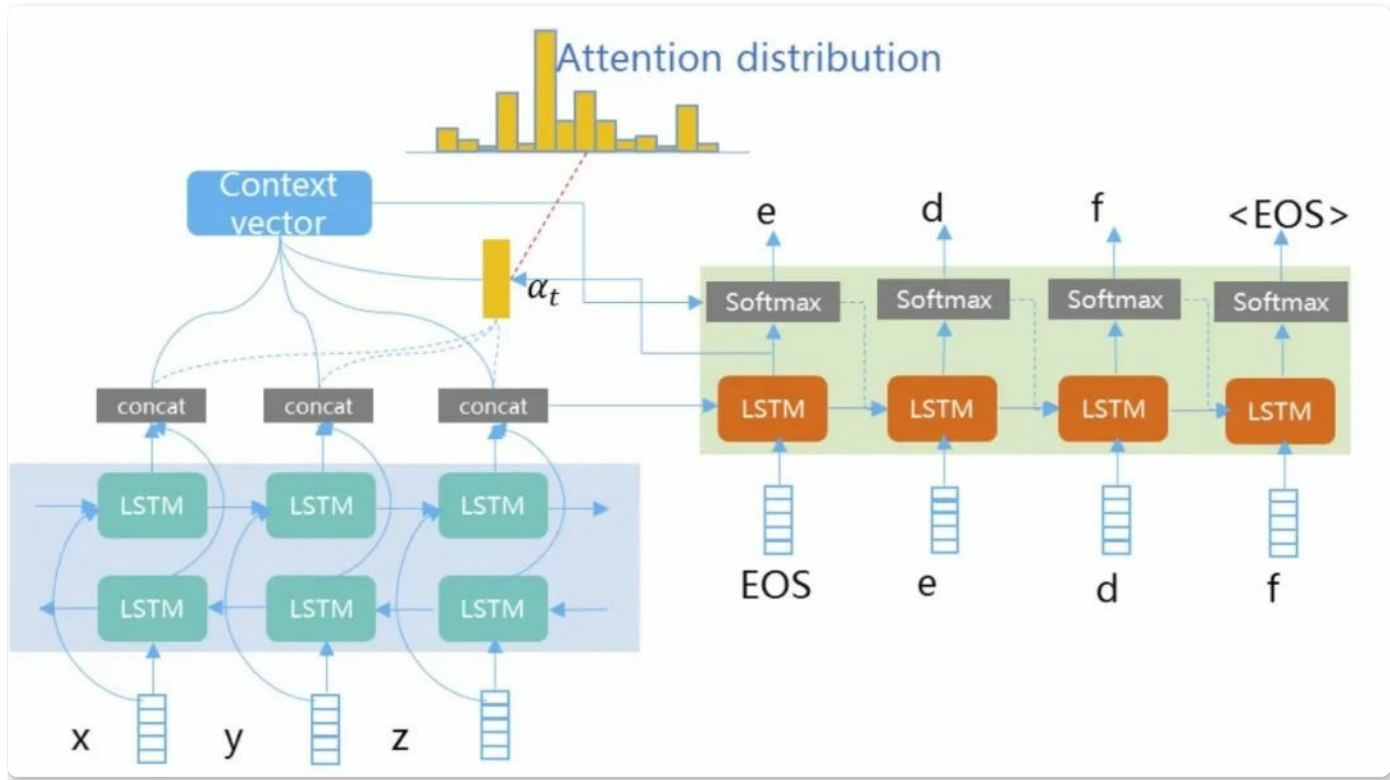 Attention distribution
Context
vector
α_t
e
d
f
<EOS>
Softmax
Softmax
Softmax
Softmax
concat
concat
concat
LSTM
LSTM
LSTM
LSTM
LSTM
LSTM
LSTM
LSTM
LSTM
LSTM
EOS
e
d
f
x
y
z